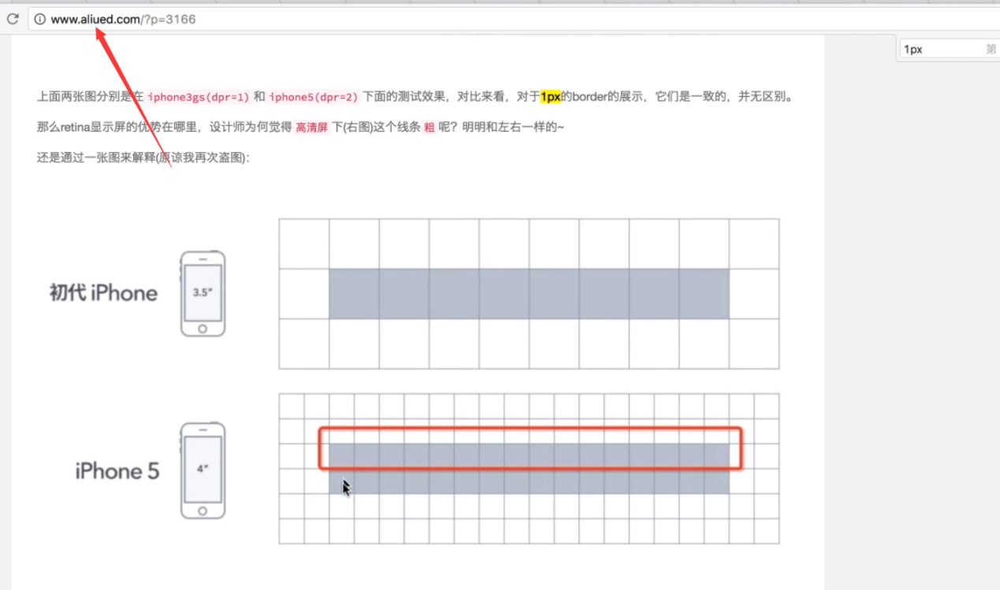 www.aliued.com/?p=3166
1px 第
上面两张图分别是在 iphone3gs(dpr=1) 和 iphone5(dpr=2) 下面的测试效果，对比来看，对于1px的border的展示，它们是一致的，并无区别。
那么retina显示屏的优势在哪里，设计师为何觉得 高清屏 下(右图)这个线条 粗 呢？明明和左右一样的~
还是通过一张图来解释(原谅我再次盗图)：
初代 iPhone
3.5"
iPhone 5
4"